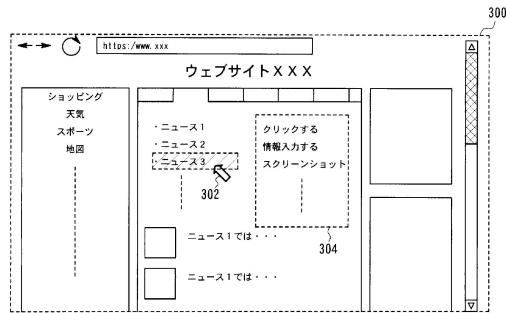 300
https:/www. xxx
ウェブサイトXXX
ショッピング
天気
スポーツ
地図
・ニュース1
・ニュース2
・ニュース3
302
クリックする
情報入力する
スクリーンショット
304
ニュース1では・・・
ニュース1では・・・